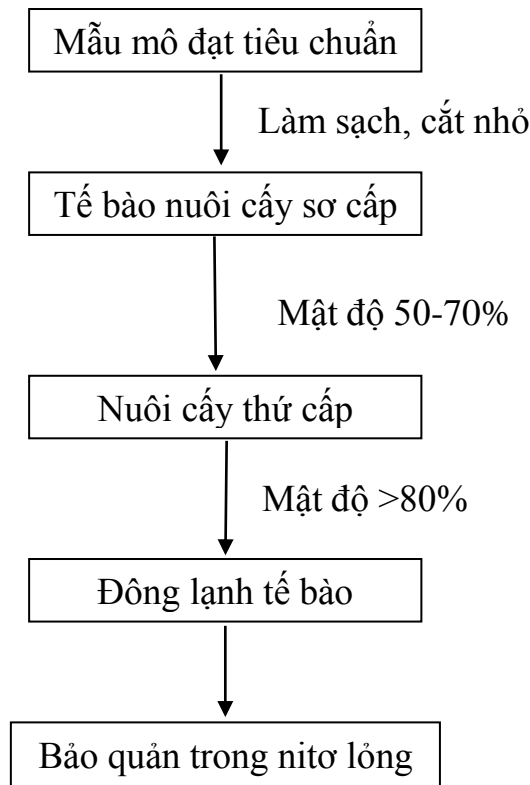 Mẫu mô đạt tiêu chuẩn
Làm sạch, cắt nhỏ
Tế bào nuôi cấy sơ cấp
Mật độ 50-70%
Nuôi cấy thứ cấp
Mật độ >80%
Đông lạnh tế bào
Bảo quản trong nitơ lỏng